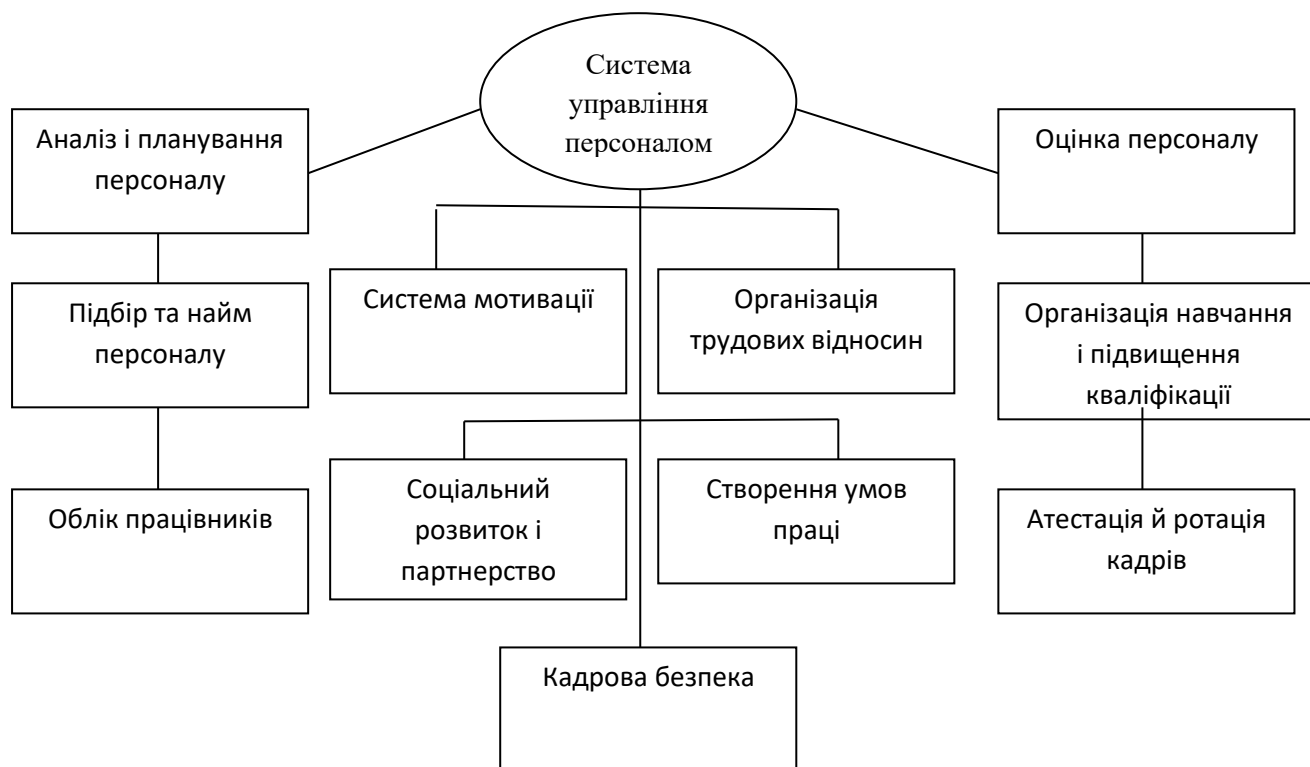 Система
управління
персоналом
Аналіз і планування
персоналу
Оцінка персоналу
Система мотивації
Організація
трудових відносин
Підбір та найм
персоналу
Організація навчання
і підвищення
кваліфікації
Соціальний
розвиток і
партнерство
Створення умов
праці
Облік працівників
Атестація й ротація
кадрів
Кадрова безпека